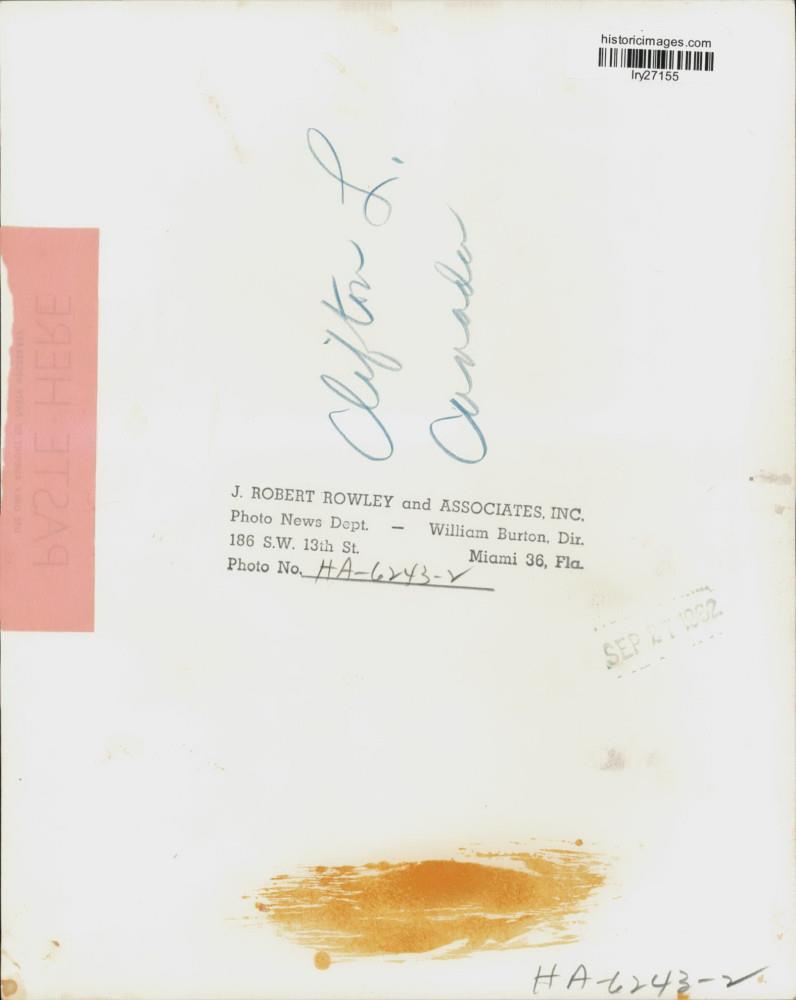 historicimages.com
lry27155
Clifton L.
Canada
PASTE HERE
J. ROBERT ROWLEY and ASSOCIATES, INC.
Photo News Dept. — William Burton, Dir.
186 S.W. 13th St. Miami 36, Fla.
Photo No. HA-6243-2
SEP 27 1962
HA-6243-2